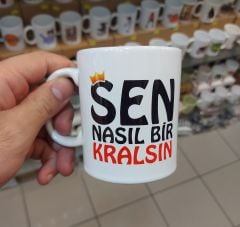 SEN
NASIL BİR
KRALSIN